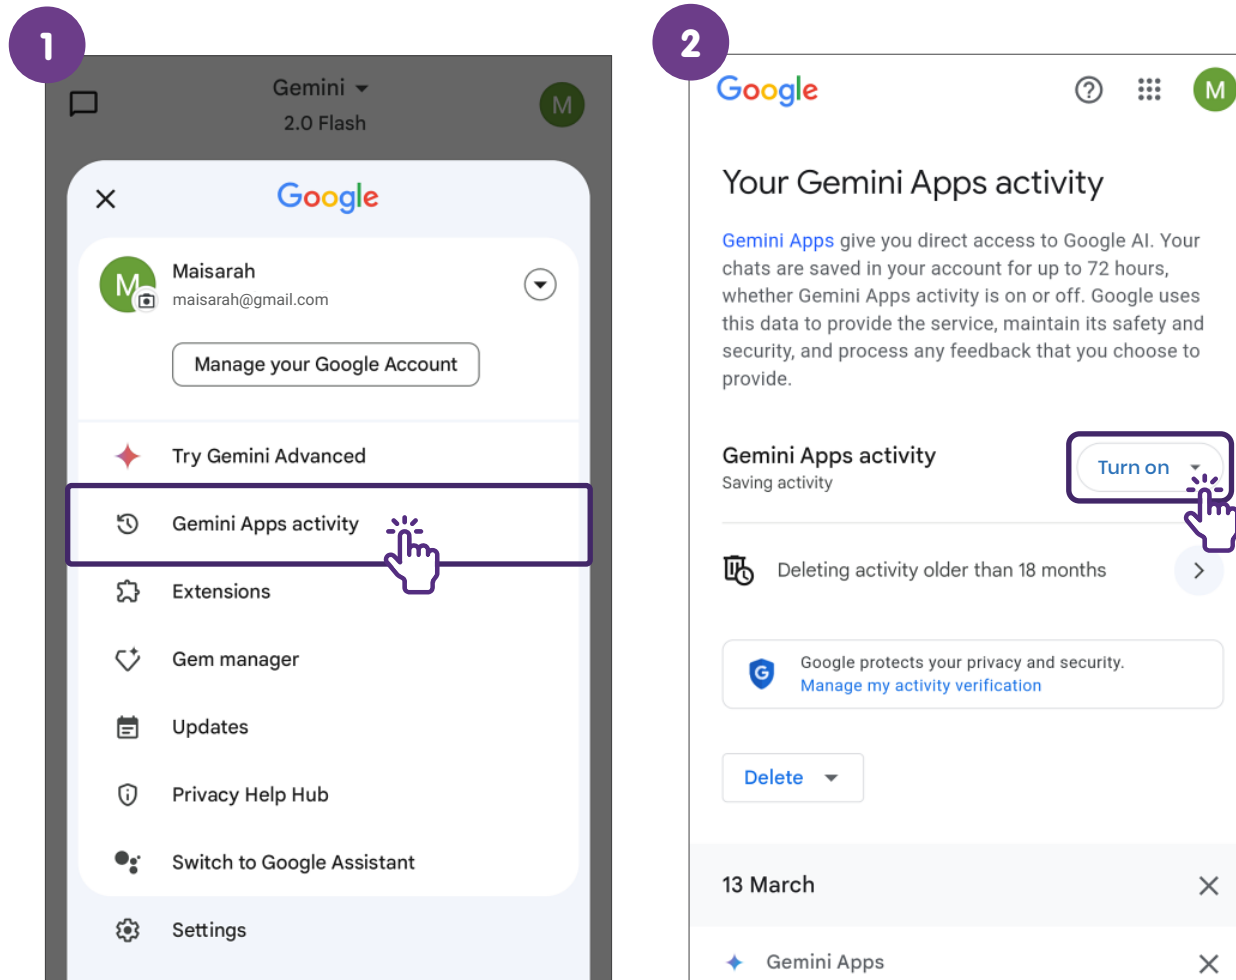 1
Gemini
2.0 Flash
M
Google
M
Maisarah
maisarah@gmail.com
Manage your Google Account
Try Gemini Advanced
Gemini Apps activity
Extensions
Gem manager
Updates
Privacy Help Hub
Switch to Google Assistant
Settings
2
Google
M
Your Gemini Apps activity
Gemini Apps give you direct access to Google AI. Your
chats are saved in your account for up to 72 hours,
whether Gemini Apps activity is on or off. Google uses
this data to provide the service, maintain its safety and
security, and process any feedback that you choose to
provide.
Gemini Apps activity
Saving activity
Turn on
Deleting activity older than 18 months
G
Google protects your privacy and security.
Manage my activity verification
Delete
13 March
Gemini Apps